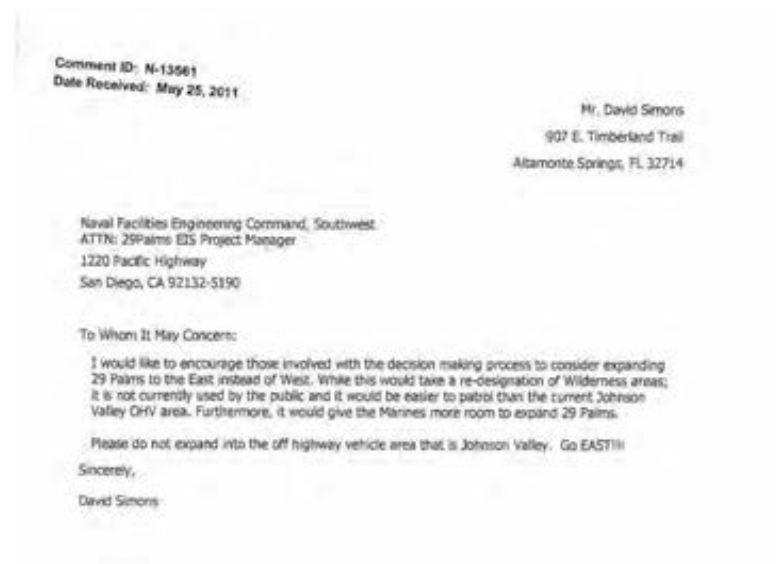 Comment ID: N-13561
Date Received: May 25, 2011
Mr. David Simons
907 E. Timberland Trail
Altamonte Springs, FL 32714
Naval Facilities Engineering Command, Southwest
ATTN: 29Palms EIS Project Manager
1220 Pacific Highway
San Diego, CA 92132-5190
To Whom It May Concern:
I would like to encourage those involved with the decision making process to consider expanding
29 Palms to the East instead of West. While this would take a re-designation of Wilderness areas;
it is not currently used by the public and it would be easier to patrol than the current Johnson
Valley OHV area. Furthermore, it would give the Marines more room to expand 29 Palms.
Please do not expand into the off highway vehicle area that is Johnson Valley. Go EAST!!!
Sincerely,
David Simons